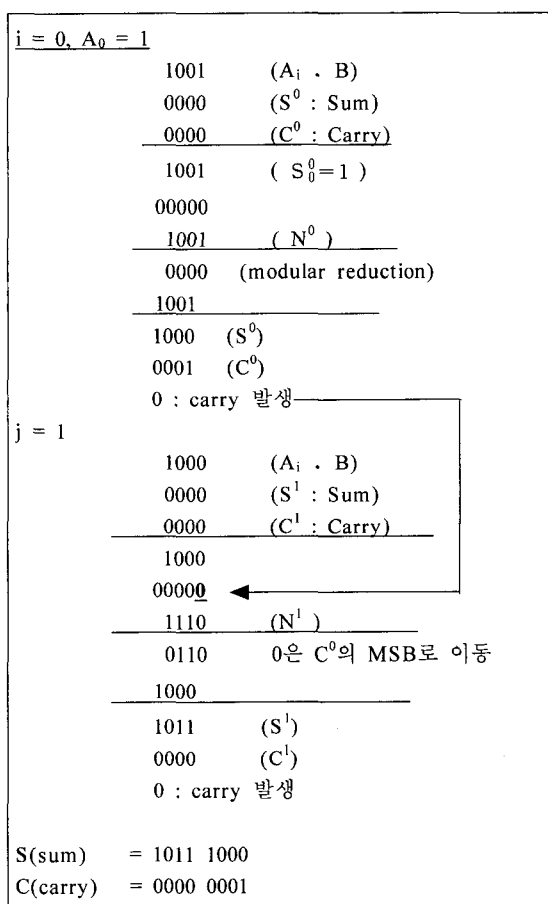 i = 0, A₀ = 1
1001 (Aᵢ . B)
0000 (S⁰ : Sum)
0000 (C⁰ : Carry)
1001 ( S⁰₀=1 )
00000
1001 ( N⁰ )
0000 (modular reduction)
1001
1000 (S⁰)
0001 (C⁰)
0 : carry 발생
j = 1
1000 (Aᵢ . B)
0000 (S¹ : Sum)
0000 (C¹ : Carry)
1000
00000
1110 (N¹ )
0110 0은 C⁰의 MSB로 이동
1000
1011 (S¹)
0000 (C¹)
0 : carry 발생
S(sum) = 1011 1000
C(carry) = 0000 0001